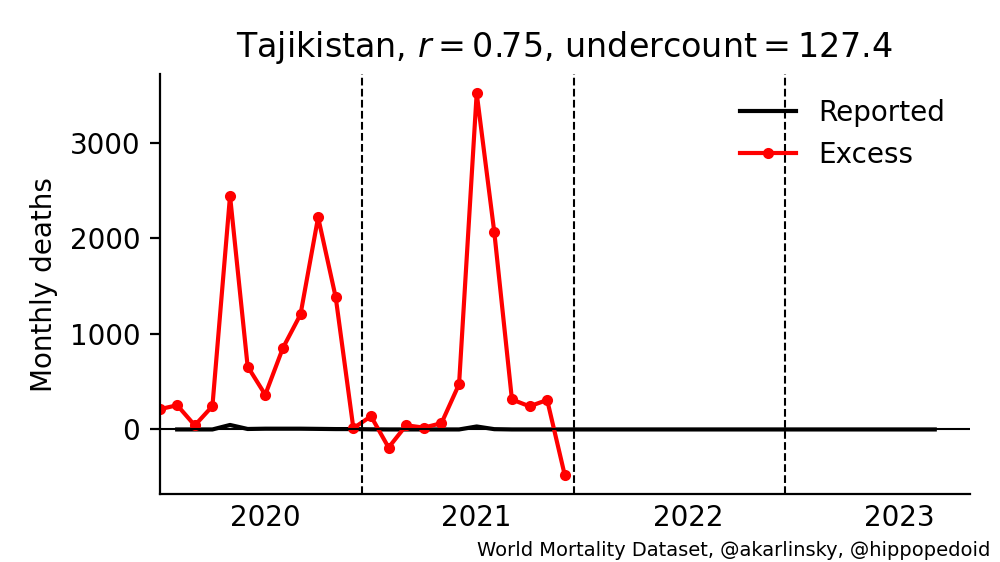 Tajikistan, r = 0.75, undercount = 127.4
Reported
Excess
Monthly deaths
3000
2000
1000
0
2020 2021 2022 2023
World Mortality Dataset, @akarlinsky, @hippopedoid